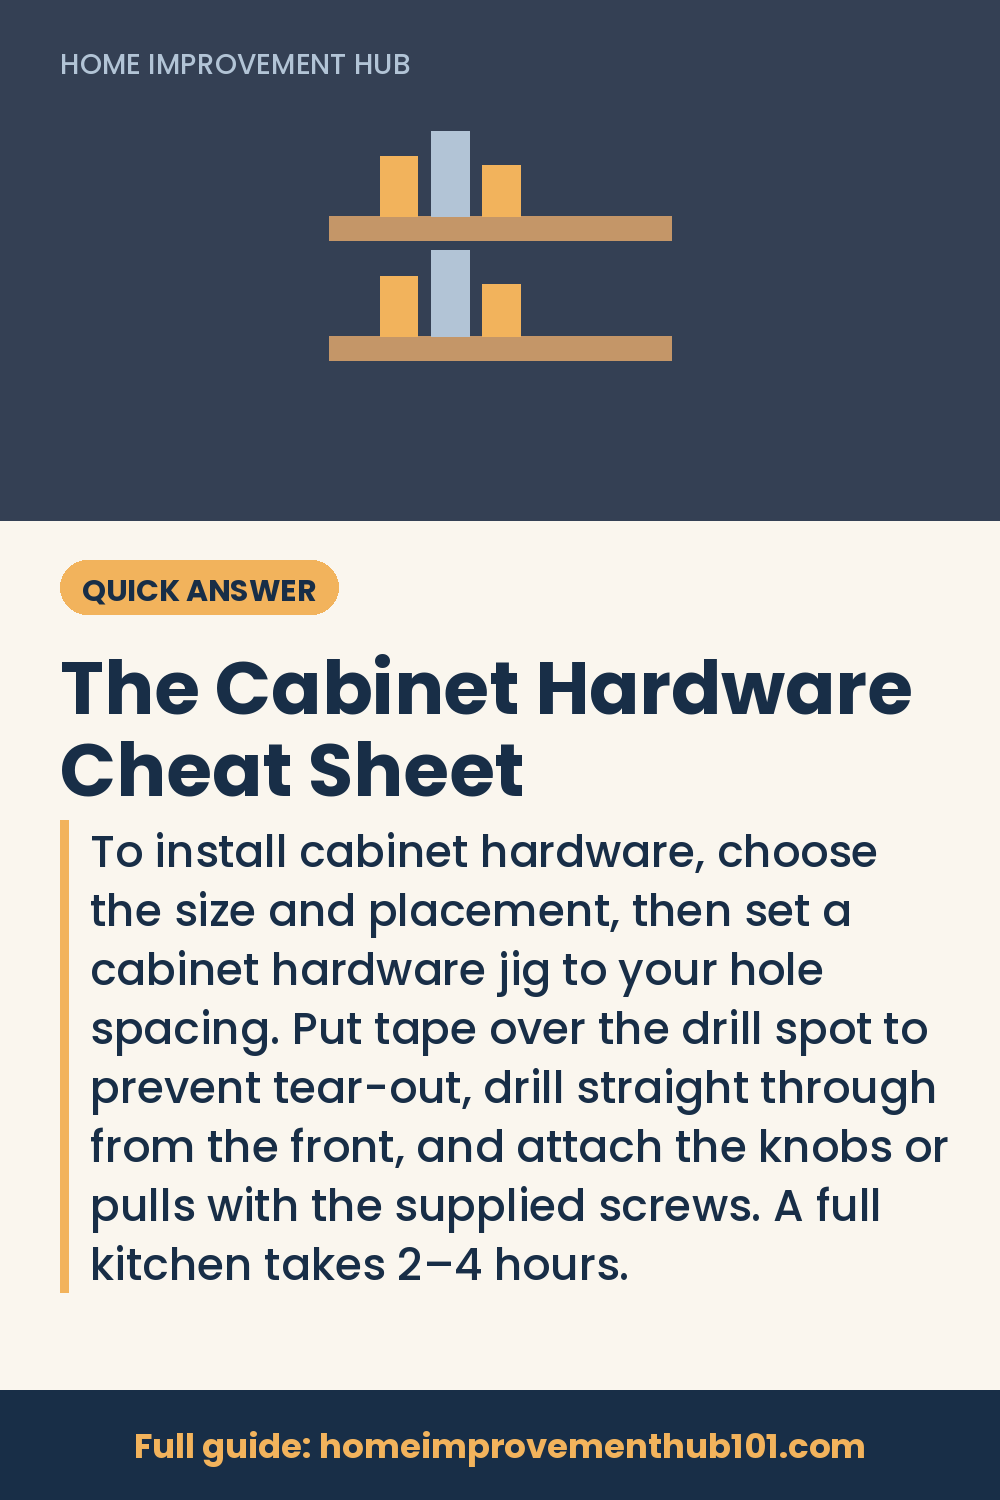 HOME IMPROVEMENT HUB
QUICK ANSWER
The Cabinet Hardware
Cheat Sheet
To install cabinet hardware, choose
the size and placement, then set a
cabinet hardware jig to your hole
spacing. Put tape over the drill spot to
prevent tear-out, drill straight through
from the front, and attach the knobs or
pulls with the supplied screws. A full
kitchen takes 2–4 hours.
Full guide: homeimprovementhub101.com